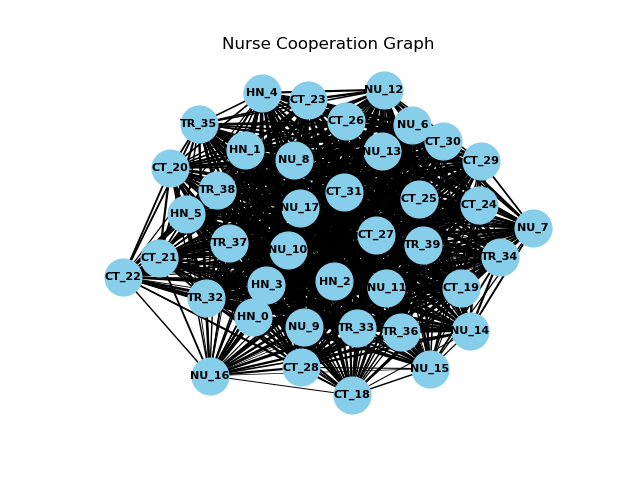 Nurse Cooperation Graph
HN_4
CT_23
NU_12
TR_35
CT_26
NU_6
CT_30
HN_1
NU_8
NU_13
CT_29
CT_20
TR_38
CT_31
CT_25
CT_24
HN_5
NU_17
NU_7
CT_27
TR_37
NU_10
TR_39
CT_21
TR_34
CT_22
HN_3
HN_2
NU_11
CT_19
TR_32
HN_0
NU_9
TR_33
TR_36
NU_14
NU_16
CT_28
NU_15
CT_18